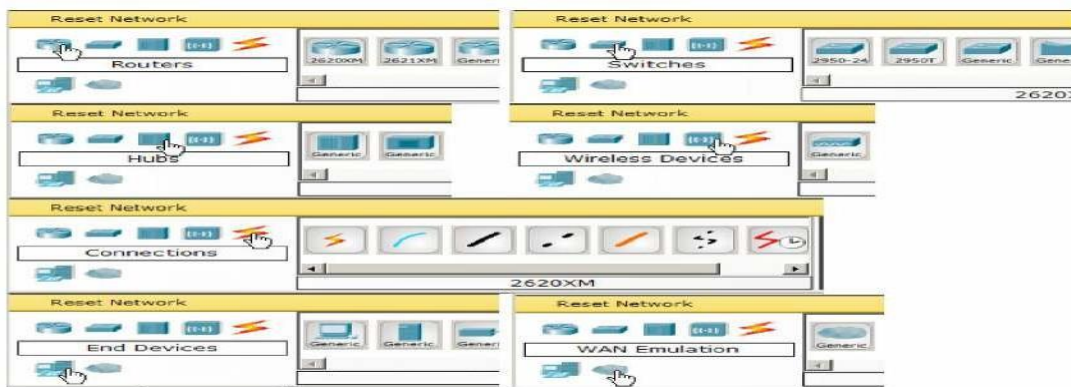 Reset Network
Routers
2620XM 2621XM Generic
Reset Network
Switches
2950-24 2950T Generic Gene
2620X
Reset Network
Hubs
Generic Generic
Reset Network
Wireless Devices
Generic
Reset Network
Connections
2620XM
Reset Network
End Devices
Generic Generic Generic
Reset Network
WAN Emulation
Generic